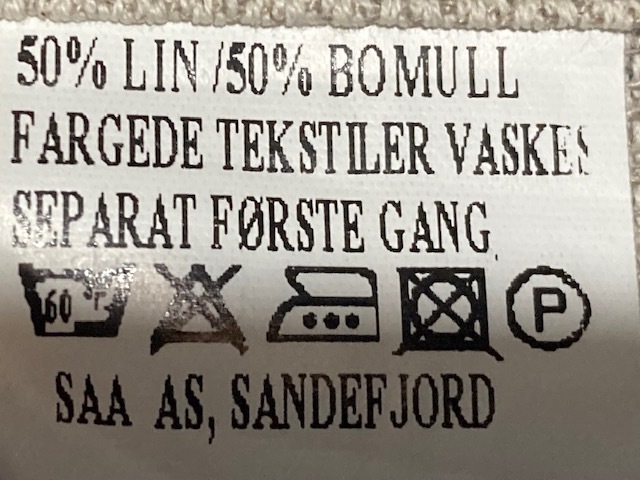 50% LIN/50% BOMULL
FARGEDE TEKSTILER VASKES
SEPARAT FØRSTE GANG
60 °C P
SAA AS, SANDEFJORD